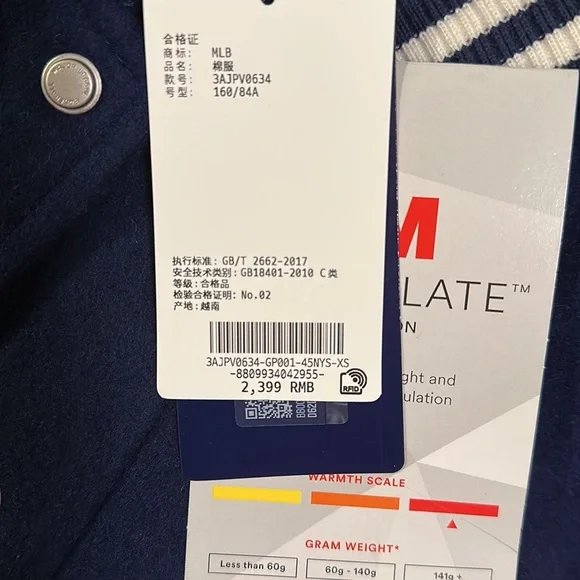 合格证
商标: MLB
品名: 棉服
款号: 3AJPV0634
号型: 160/84A
执行标准: GB/T 2662-2017
安全技术类别: GB18401-2010 C类
等级: 合格品
检验合格证明: No.02
产地: 越南
3AJPV0634-GP001-45NYS-XS
-8809934042955-
2,399 RMB
RFID
M
LATE™
ON
ght and
ulation
WARMTH SCALE
GRAM WEIGHT*
Less than 60g
60g - 140g
141g +